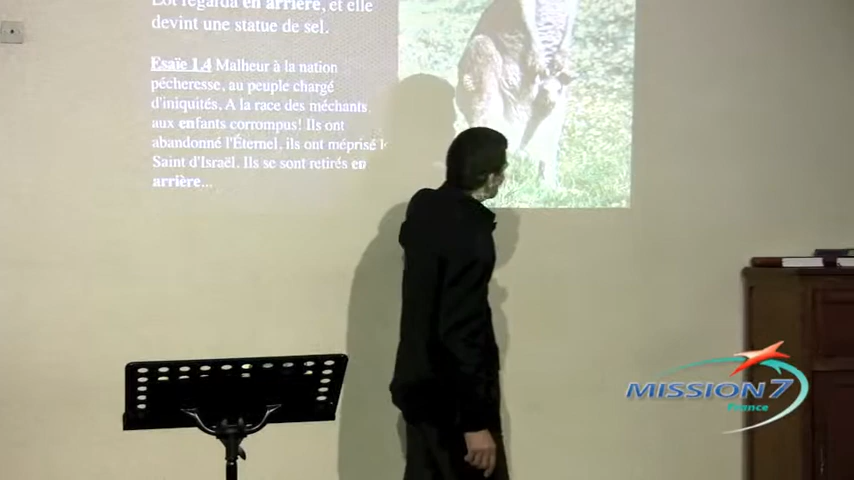 Lot regarda en arrière, et elle
devint une statue de sel.
Esaïe 1.4 Malheur à la nation
pécheresse, au peuple chargé
d'iniquités, A la race des méchants,
aux enfants corrompus ! Ils ont
abandonné l'Éternel, ils ont méprisé l
Saint d'Israël. Ils se sont retirés en
arrière...
MISSION 7
France